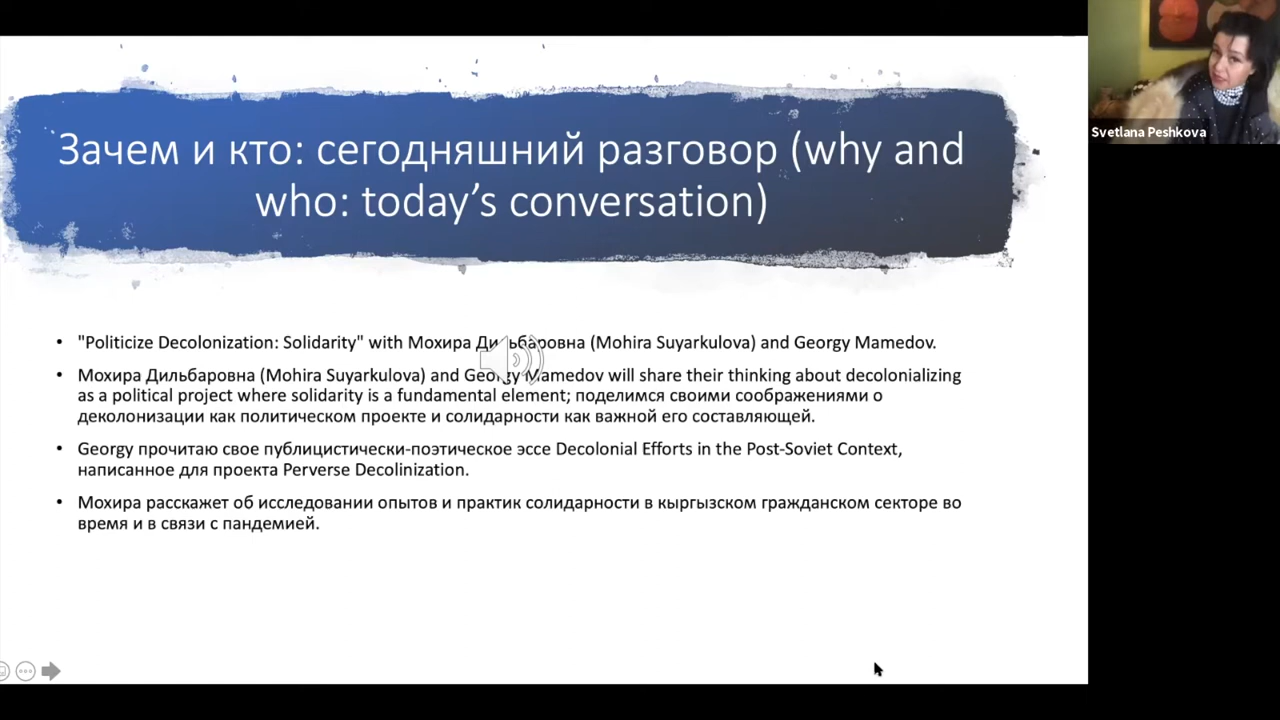 Зачем и кто: сегодняшний разговор (why and
who: today's conversation)
Svetlana Peshkova
• "Politicize Decolonization: Solidarity" with Мохира Дильбаровна (Mohira Suyarkulova) and Georgy Mamedov.
• Мохира Дильбаровна (Mohira Suyarkulova) and Georgy Mamedov will share their thinking about decolonializing
as a political project where solidarity is a fundamental element; поделимся своими соображениями о
деколонизации как политическом проекте и солидарности как важной его составляющей.
• Georgy прочитаю свое публицистически-поэтическое эссе Decolonial Efforts in the Post-Soviet Context,
написанное для проекта Perverse Decolinization.
• Мохира расскажет об исследовании опытов и практик солидарности в кыргызском гражданском секторе во
время и в связи с пандемией.